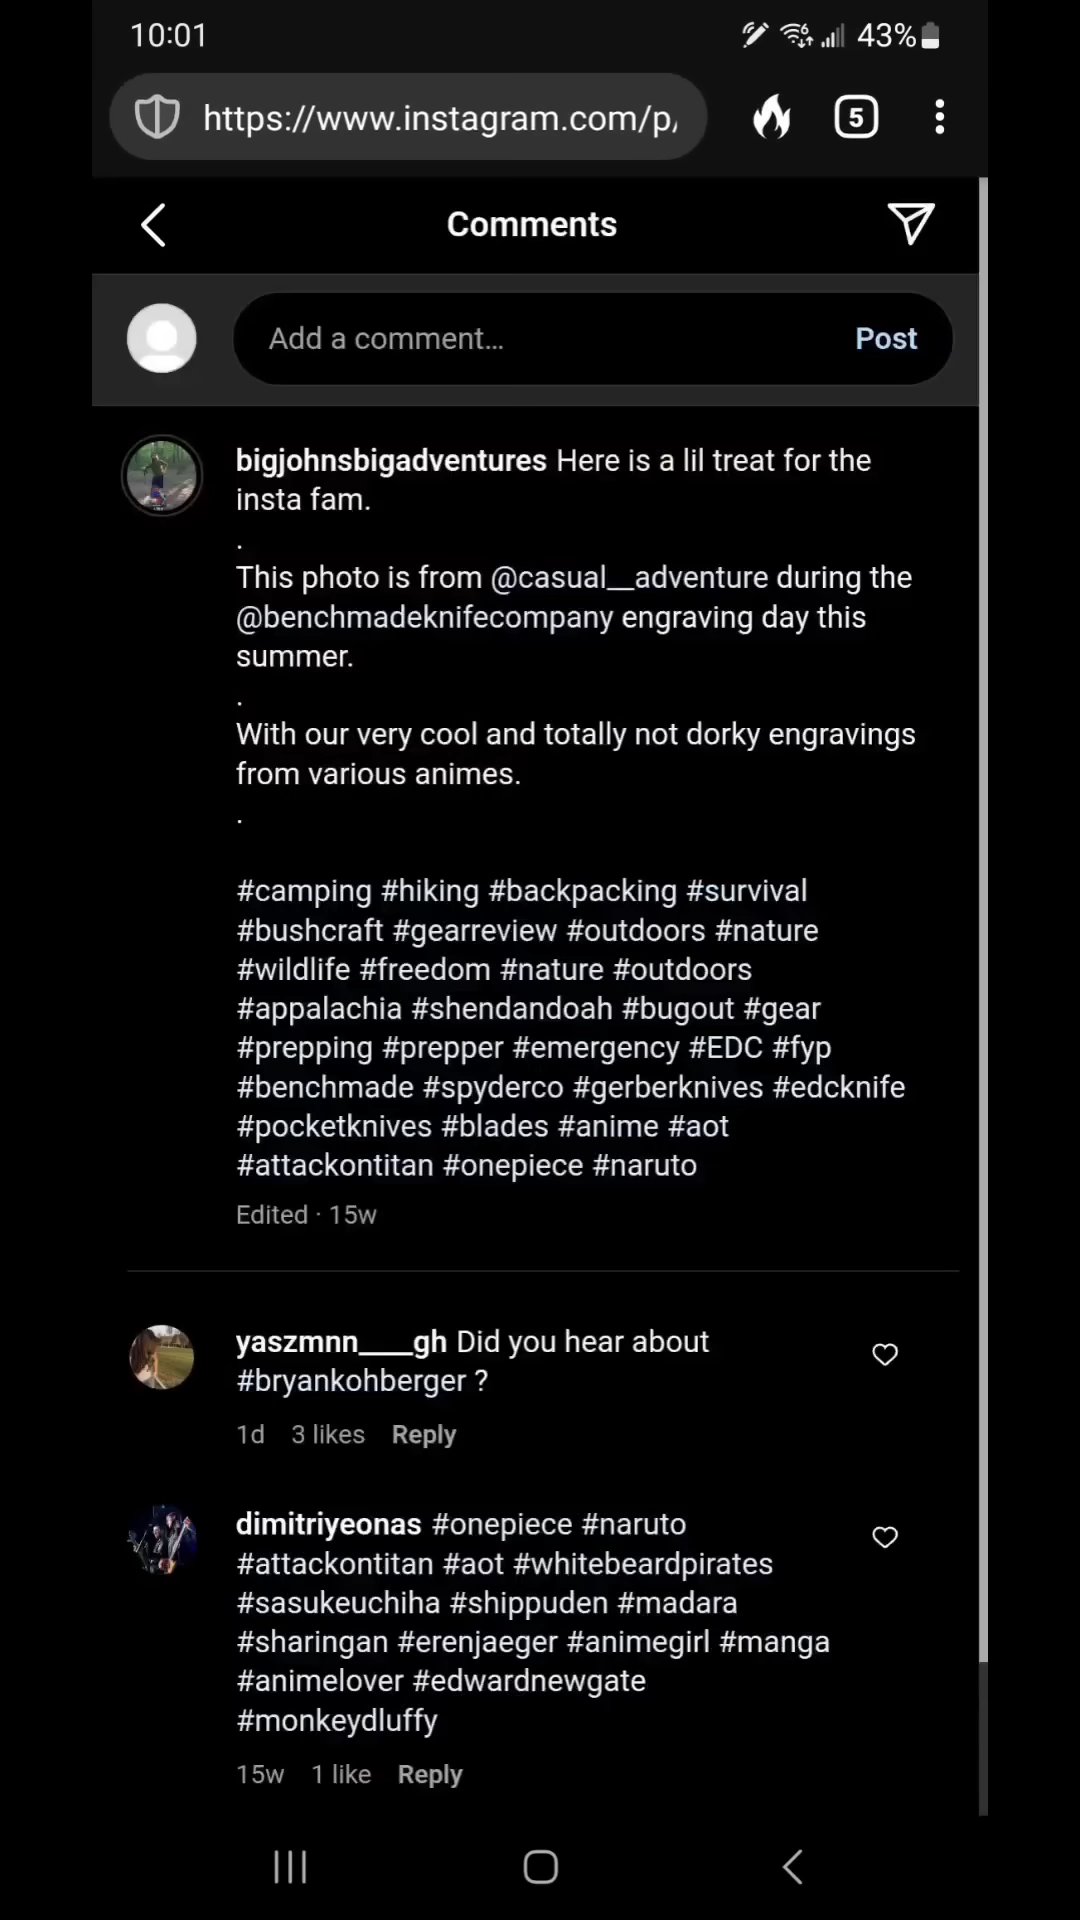 10:01
43%
https://www.instagram.com/p/
5
Comments
Add a comment...
Post
bigjohnsbigadventures Here is a lil treat for the
insta fam.
.
This photo is from @casual__adventure during the
@benchmadeknifecompany engraving day this
summer.
.
With our very cool and totally not dorky engravings
from various animes.
.
#camping #hiking #backpacking #survival
#bushcraft #gearreview #outdoors #nature
#wildlife #freedom #nature #outdoors
#appalachia #shendandoah #bugout #gear
#prepping #prepper #emergency #EDC #fyp
#benchmade #spyderco #gerberknives #edcknife
#pocketknives #blades #anime #aot
#attackontitan #onepiece #naruto
Edited · 15w
yaszmnn____gh Did you hear about
#bryankohberger ?
1d 3 likes Reply
dimitriyeonas #onepiece #naruto
#attackontitan #aot #whitebeardpirates
#sasukeuchiha #shippuden #madara
#sharingan #erenjaeger #animegirl #manga
#animelover #edwardnewgate
#monkeydluffy
15w 1 like Reply